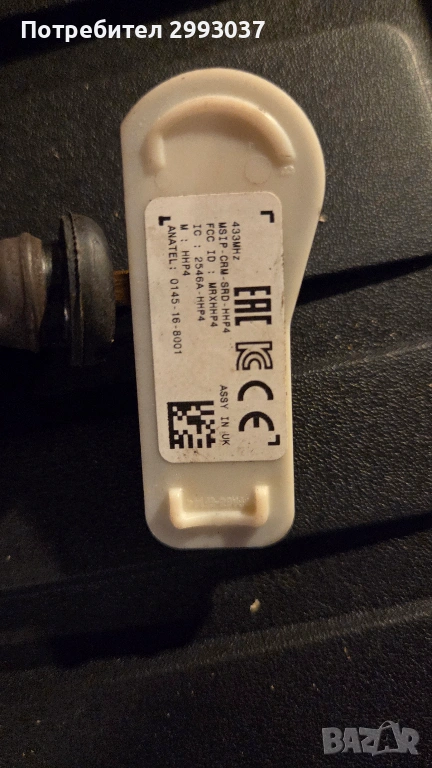 Потребител 2993037
433MHz
MSIP-CRM-SRD-HHP4
FCC ID : MRXHHP4
IC : 2546A-HHP4
M : HHP4
ANATEL: 0145-16-8001
EAC
CE
ASSY IN UK
BAZAR